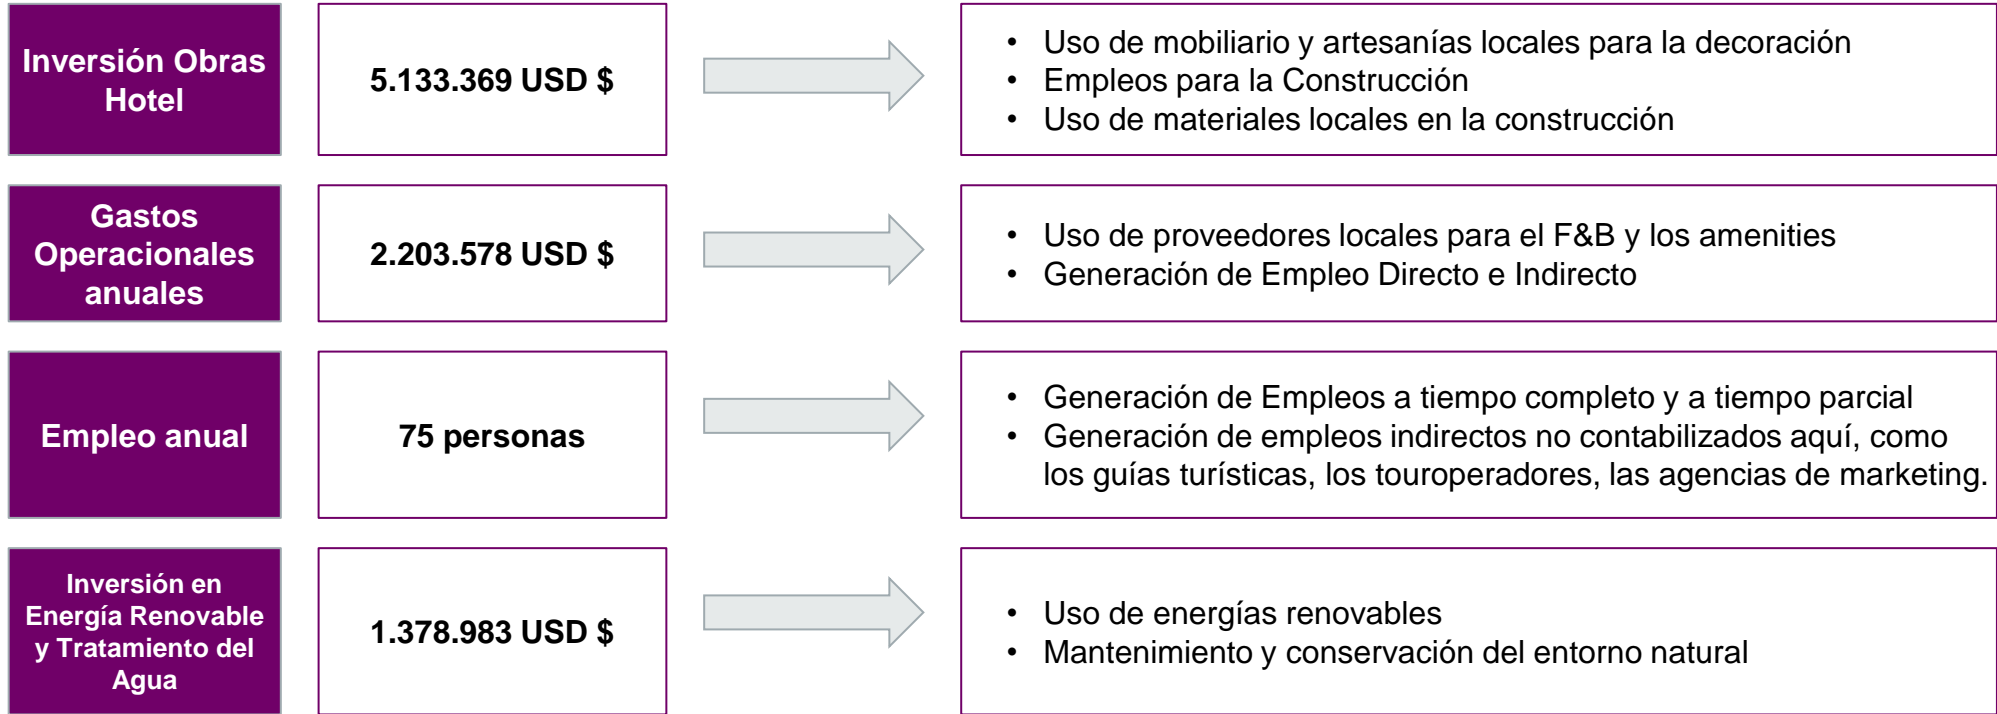 Inversión Obras
Hotel
5.133.369 USD $
• Uso de mobiliario y artesanías locales para la decoración
• Empleos para la Construcción
• Uso de materiales locales en la construcción
Gastos
Operacionales
anuales
2.203.578 USD $
• Uso de proveedores locales para el F&B y los amenities
• Generación de Empleo Directo e Indirecto
Empleo anual
75 personas
• Generación de Empleos a tiempo completo y a tiempo parcial
• Generación de empleos indirectos no contabilizados aquí, como
los guías turísticas, los touroperadores, las agencias de marketing.
Inversión en
Energía Renovable
y Tratamiento del
Agua
1.378.983 USD $
• Uso de energías renovables
• Mantenimiento y conservación del entorno natural